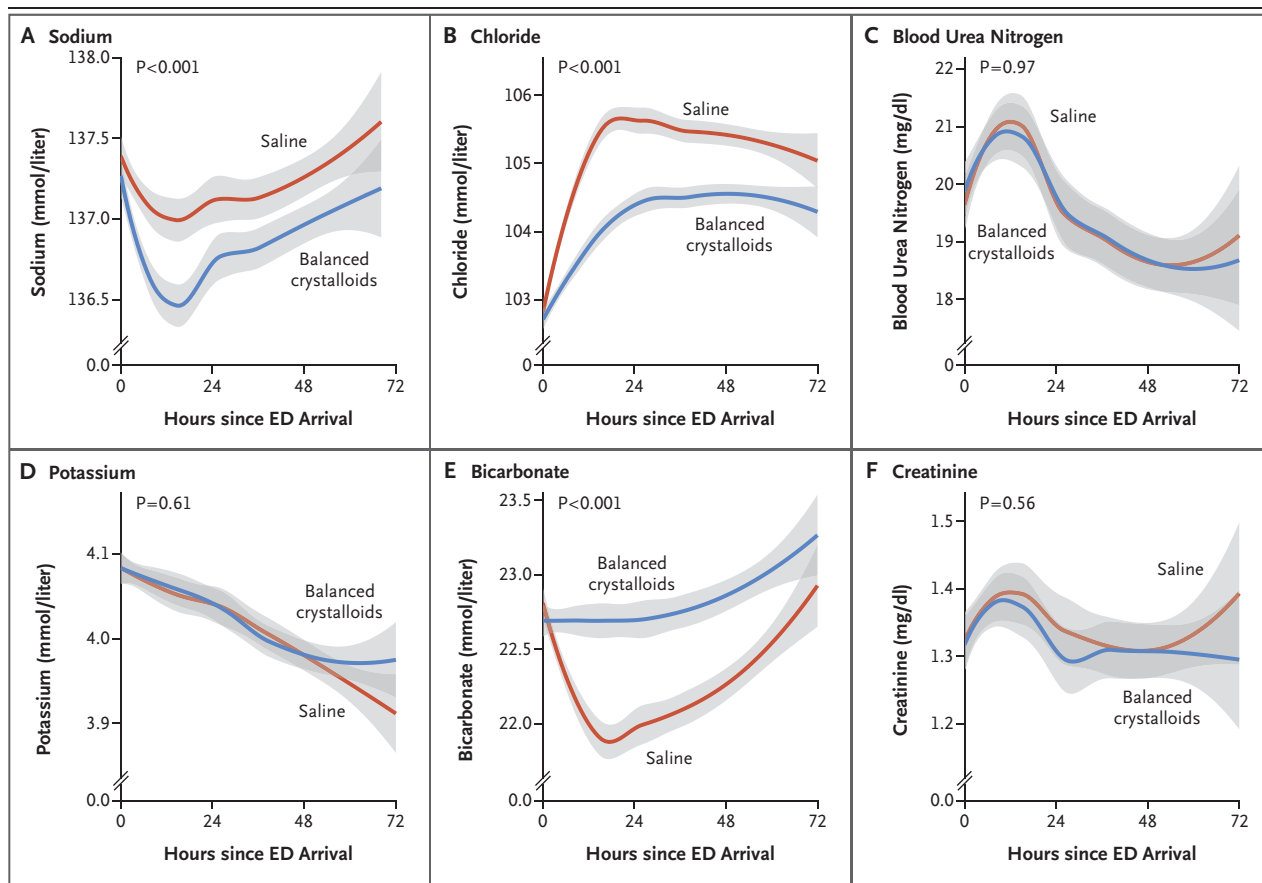 A Sodium
P<0.001
Sodium (mmol/liter)
138.0
137.5
137.0
136.5
0.0
Saline
Balanced
crystalloids
0
24
48
72
Hours since ED Arrival
B Chloride
P<0.001
Chloride (mmol/liter)
106
105
104
103
0
Saline
Balanced
crystalloids
0
24
48
72
Hours since ED Arrival
C Blood Urea Nitrogen
P=0.97
Blood Urea Nitrogen (mg/dl)
22
21
20
19
18
0
Saline
Balanced
crystalloids
0
24
48
72
Hours since ED Arrival
D Potassium
P=0.61
Potassium (mmol/liter)
4.1
4.0
3.9
0.0
Balanced
crystalloids
Saline
0
24
48
72
Hours since ED Arrival
E Bicarbonate
P<0.001
Bicarbonate (mmol/liter)
23.5
23.0
22.5
22.0
0.0
Balanced
crystalloids
Saline
0
24
48
72
Hours since ED Arrival
F Creatinine
P=0.56
Creatinine (mg/dl)
1.5
1.4
1.3
1.2
0.0
Saline
Balanced
crystalloids
0
24
48
72
Hours since ED Arrival